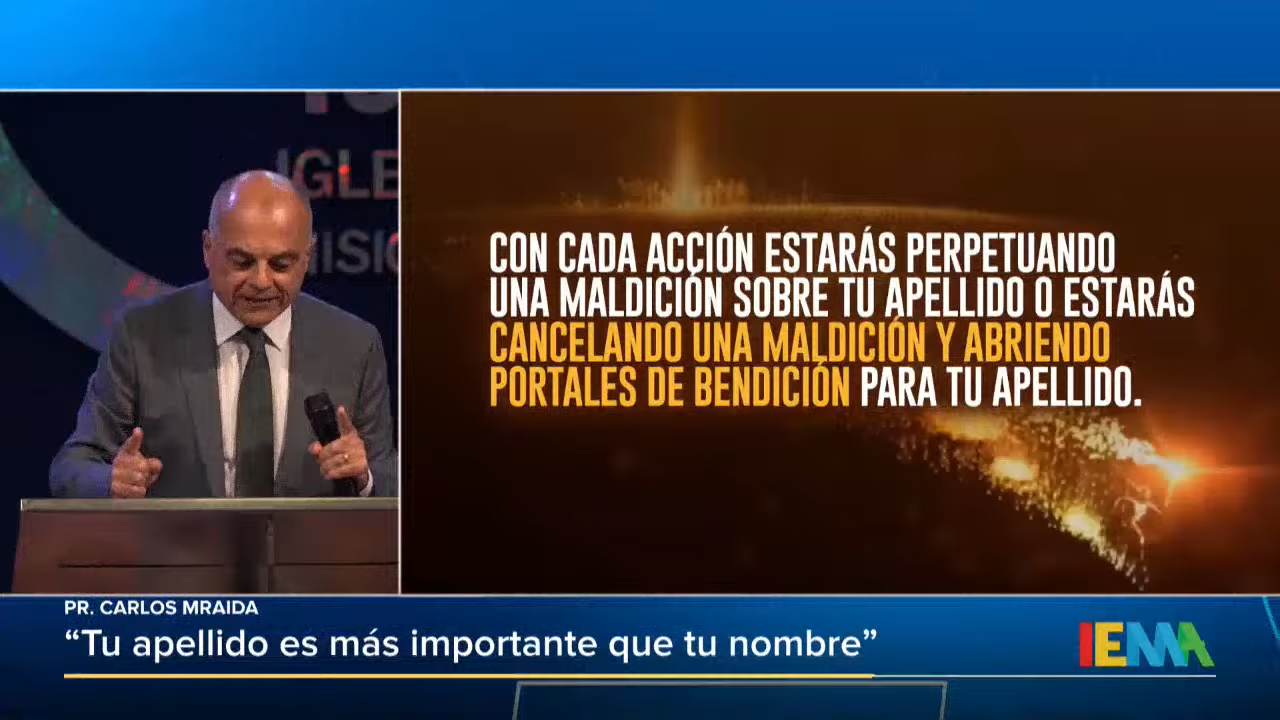 IGLE
CON CADA ACCIÓN ESTARÁS PERPETUANDO
UNA MALDICIÓN SOBRE TU APELLIDO O ESTARÁS
CANCELANDO UNA MALDICIÓN Y ABRIENDO
PORTALES DE BENDICIÓN PARA TU APELLIDO.
PR. CARLOS MRAIDA
“Tu apellido es más importante que tu nombre”
IEMA